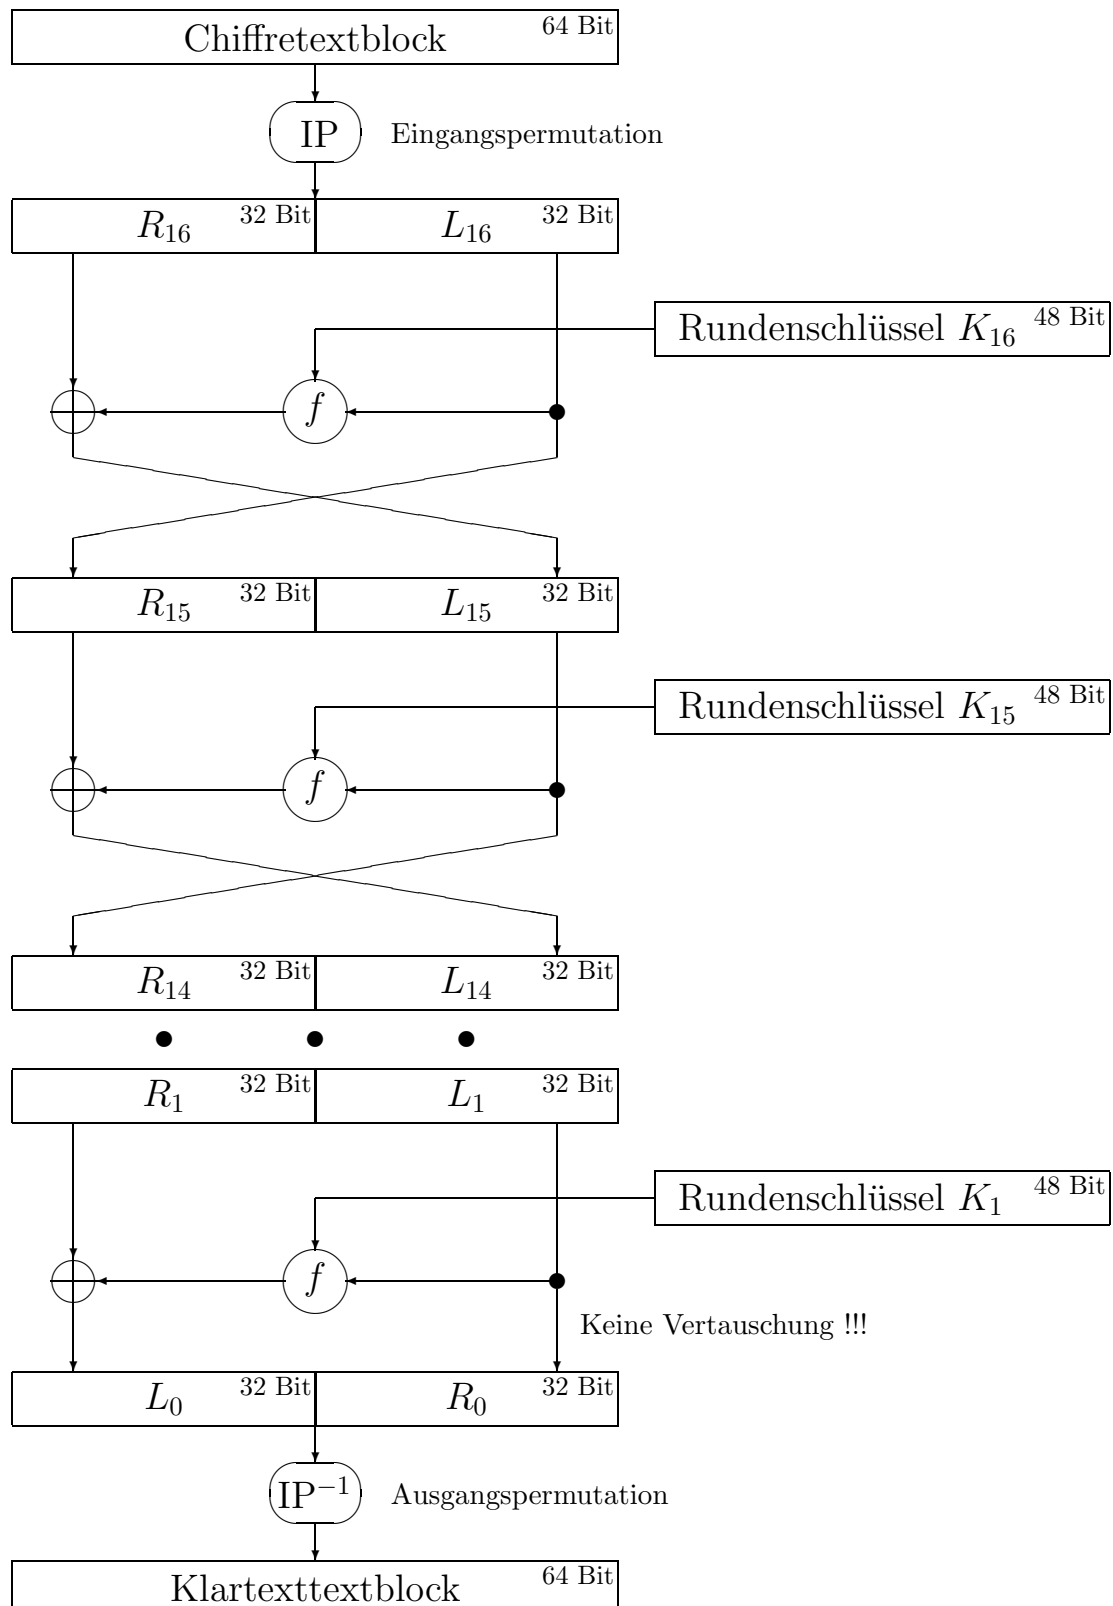 Chiffretextblock 64 Bit
IP Eingangspermutation
R₁₆ 32 Bit L₁₆ 32 Bit
Rundenschlüssel K₁₆ 48 Bit
f
R₁₅ 32 Bit L₁₅ 32 Bit
Rundenschlüssel K₁₅ 48 Bit
f
R₁₄ 32 Bit L₁₄ 32 Bit
R₁ 32 Bit L₁ 32 Bit
Rundenschlüssel K₁ 48 Bit
f
Keine Vertauschung !!!
L₀ 32 Bit R₀ 32 Bit
IP⁻¹ Ausgangspermutation
Klartexttextblock 64 Bit